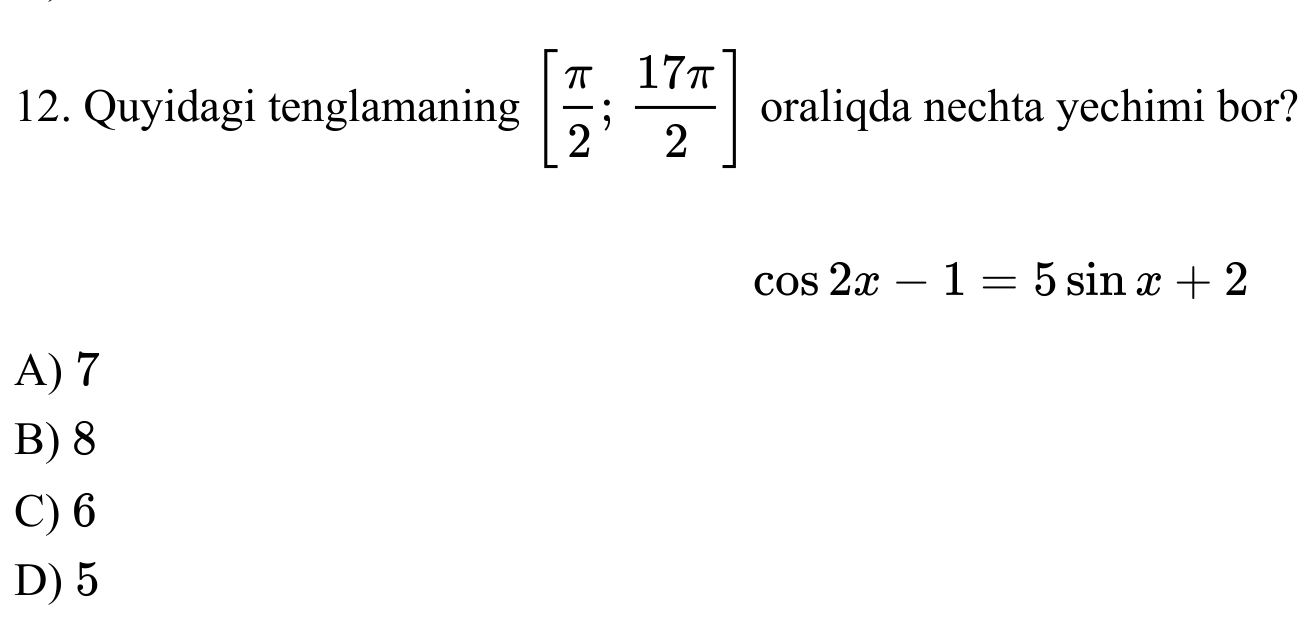 12. Quyidagi tenglamaning [π/2; 17π/2] oraliqda nechta yechimi bor?
cos 2x − 1 = 5 sin x + 2
A) 7
B) 8
C) 6
D) 5